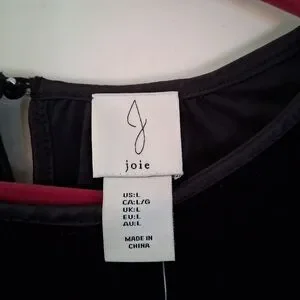 J
joie
US:L
CA:L/G
UK:L
EU:L
AU:L
MADE IN
CHINA